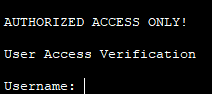 AUTHORIZED ACCESS ONLY!
User Access Verification
Username: